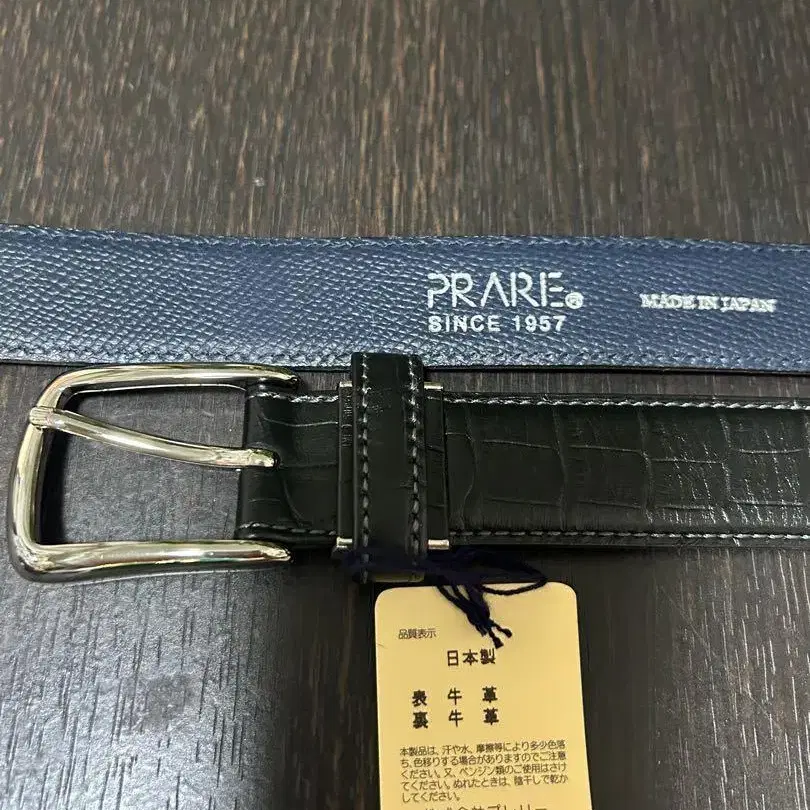 PRARE®
SINCE 1957
MADE IN JAPAN
品質表示
日本製
表 牛 革
裏 牛 革
本製品は、汗や水、摩擦等により多少色落
ち、色移りする場合がありますのでご注意
ください。又、ベンジン類のご使用はさけ
てください。ぬれたときは、陰干しで乾か
してください。
プレリー